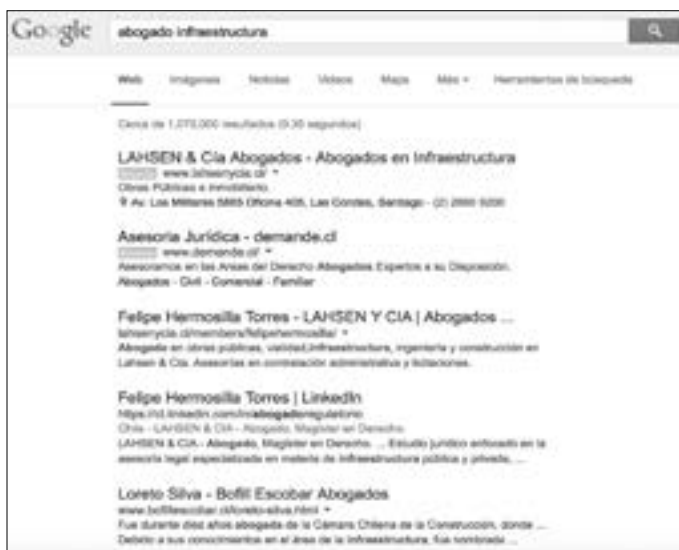 Google abogado infraestructura
Web Imágenes Noticias Videos Maps Más Herramientas de búsqueda
Cerca de 1,070,000 resultados (0.30 segundos)
LAHSEN & Cía Abogados - Abogados en Infraestructura
www.lahsenycia.cl/
Obras Públicas e Inmobiliario.
Av. Los Militares 5885 Oficina 405, Las Condes, Santiago - (2)
Asesoría Jurídica - demande.cl
www.demande.cl/
Asesoramos en las Areas del Derecho Abogados Expertos a su Disposición.
Abogados - Civil - Comercial - Familiar
Felipe Hermosilla Torres - LAHSEN Y CIA | Abogados ...
lahsenycia.cl/members/felipehermosilla/
Abogado en obras públicas, vialidad,infraestructura, ingeniería y construcción en
Lahsen & Cía. Asesorías en contratación administrativa y licitaciones.
Felipe Hermosilla Torres | LinkedIn
https://cl.linkedin.com/in/abogadoregulatorio
Chile - LAHSEN & CIA - Abogado, Magíster en Derecho
LAHSEN & CIA - Abogado, Magíster en Derecho. ... Estudio jurídico enfocado en la
asesoría legal especializada en materia de infraestructura pública y privada, ...
Loreto Silva - Bofill Escobar Abogados
www.bofillescobar.cl/loreto-silva.html
Fue durante diez años abogada de la Cámara Chilena de la Construcción, donde ...
Debido a sus conocimientos en el área de la infraestructura, fue nombrada ...